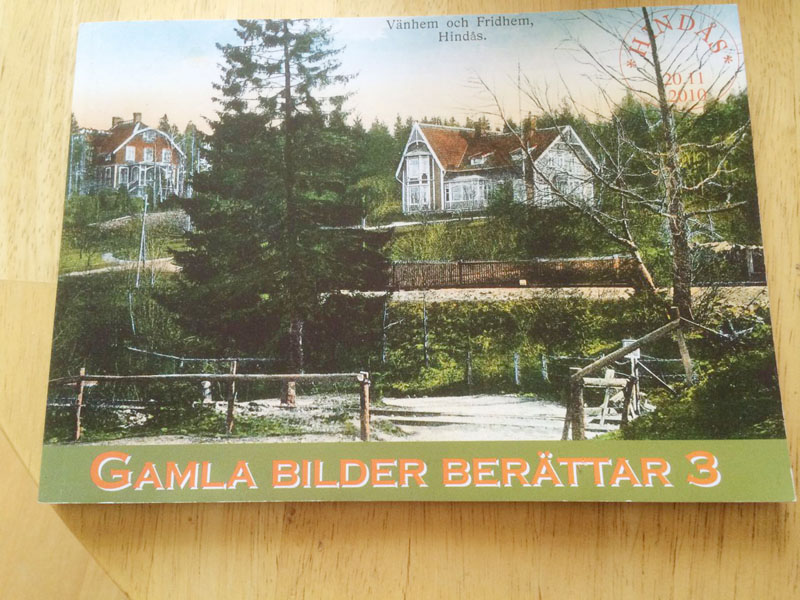 Vänhem och Fridhem,
Hindås.
*HINDÅS*
20.11
2010
GAMLA BILDER BERÄTTAR 3